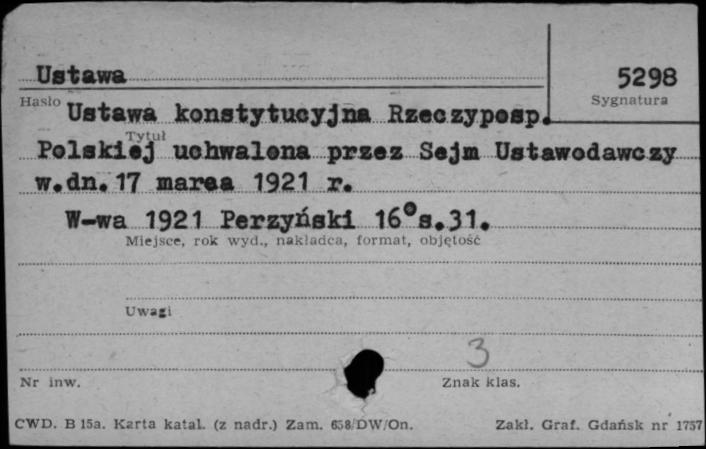 Ustawa
5298
Hasło
Sygnatura
Ustawa konstytucyjna Rzeczyposp.
Tytuł
Polskiej uchwalona przez Sejm Ustawodawczy
w.dn.17 marca 1921 r.
W-wa 1921 Perzyński 16° s.31.
Miejsce, rok wyd., nakładca, format, objętość
Uwagi
3
Nr inw.
Znak klas.
CWD. B 15a. Karta katal. (z nadr.) Zam. 658/DW/On.
Zakł. Graf. Gdańsk nr 1757